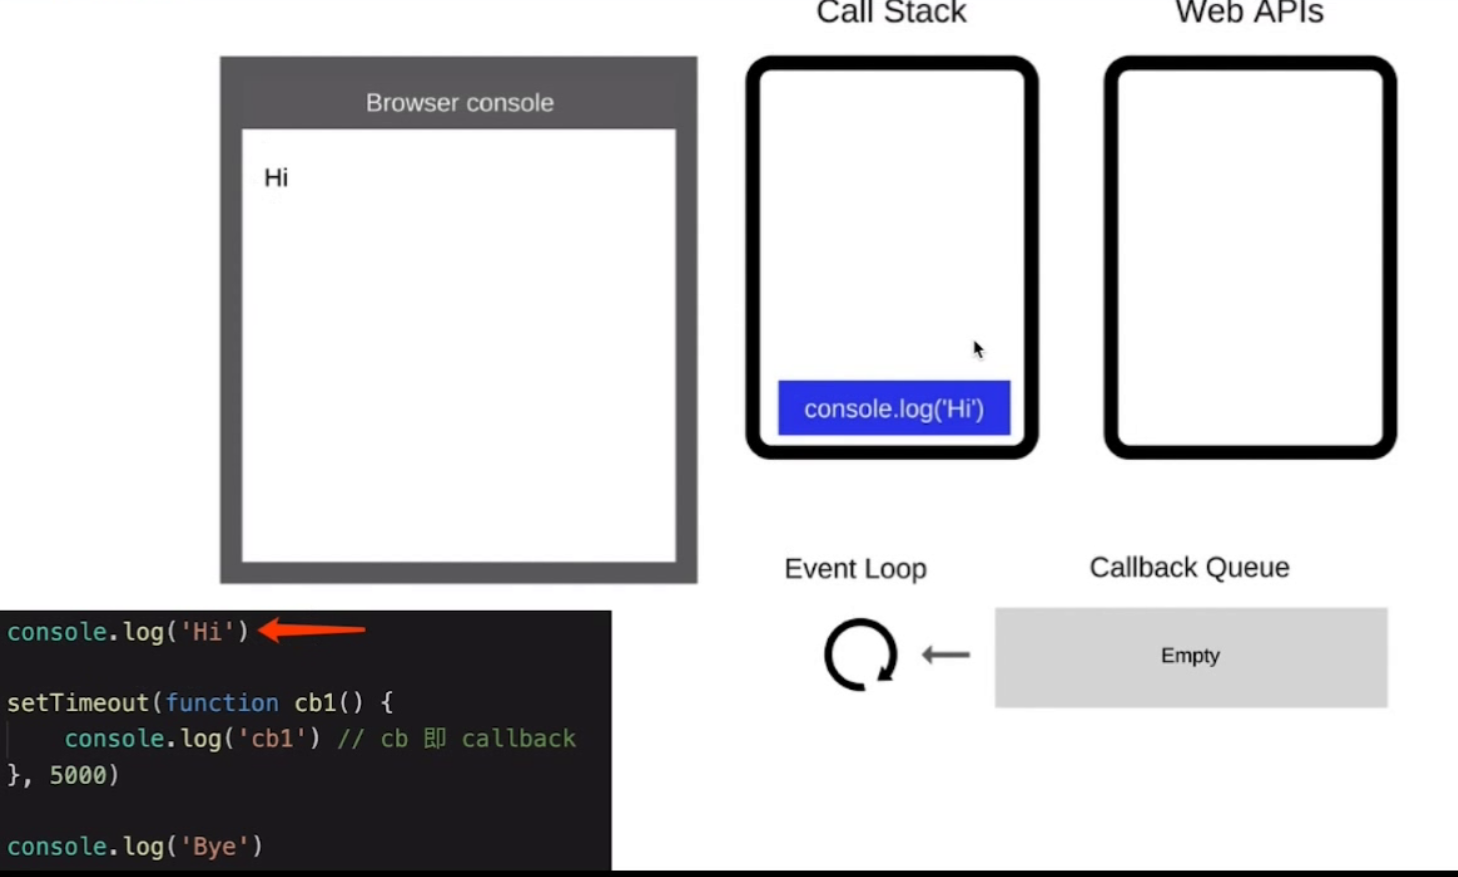 Call Stack
Web APIs
Browser console
Hi
console.log('Hi')
Event Loop
Callback Queue
Empty
console.log('Hi')
setTimeout(function cb1() {
console.log('cb1') // cb 即 callback
}, 5000)
console.log('Bye')